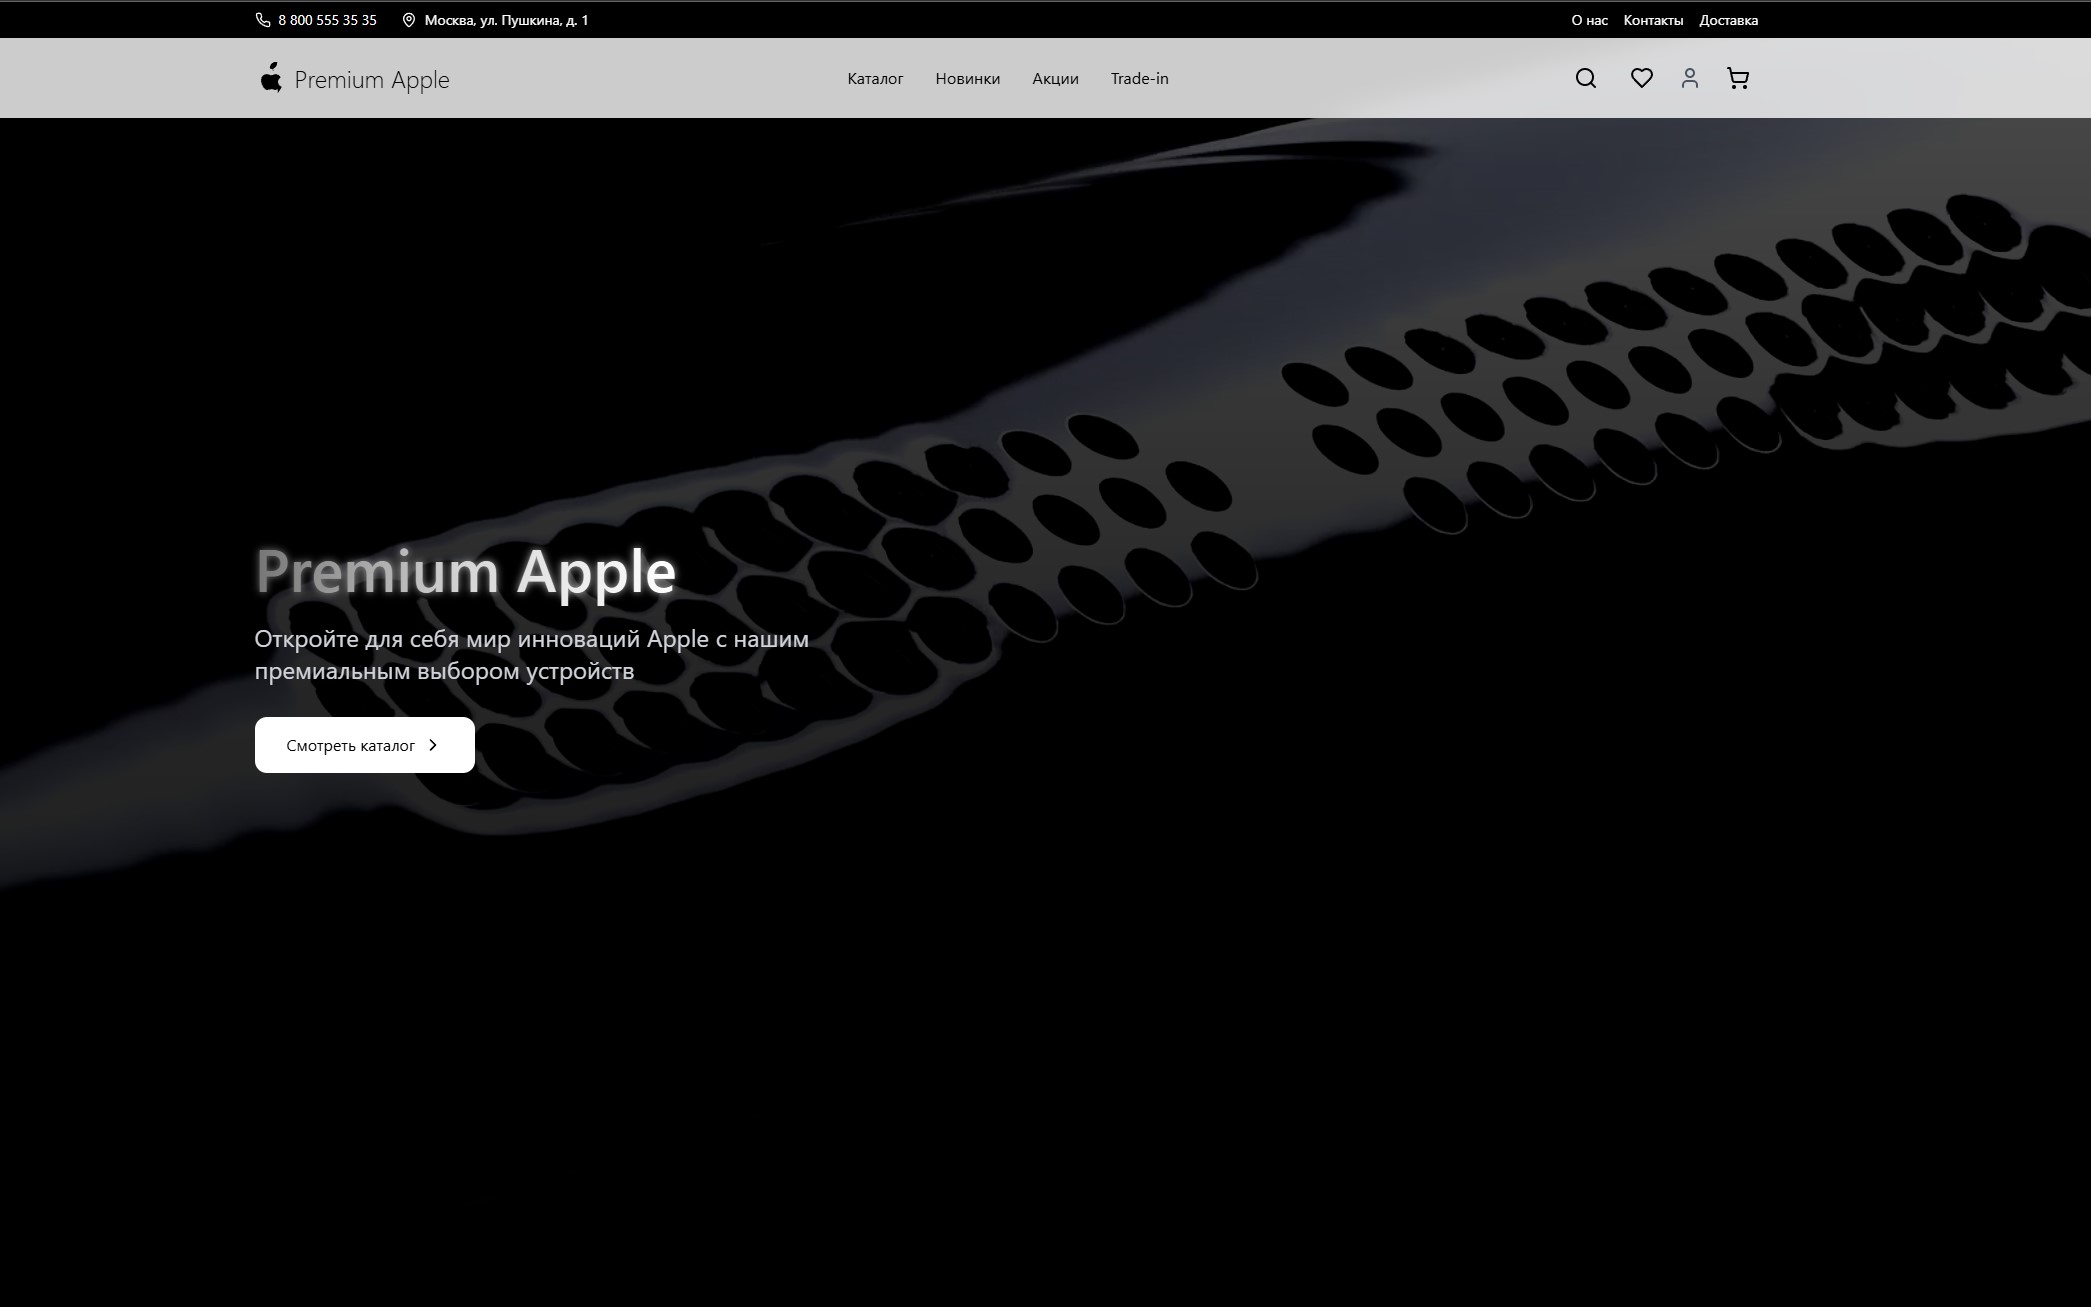 8 800 555 35 35
Москва, ул. Пушкина, д. 1
О нас
Контакты
Доставка
Premium Apple
Каталог
Новинки
Акции
Trade-in
Premium Apple
Откройте для себя мир инноваций Apple с нашим
премиальным выбором устройств
Смотреть каталог